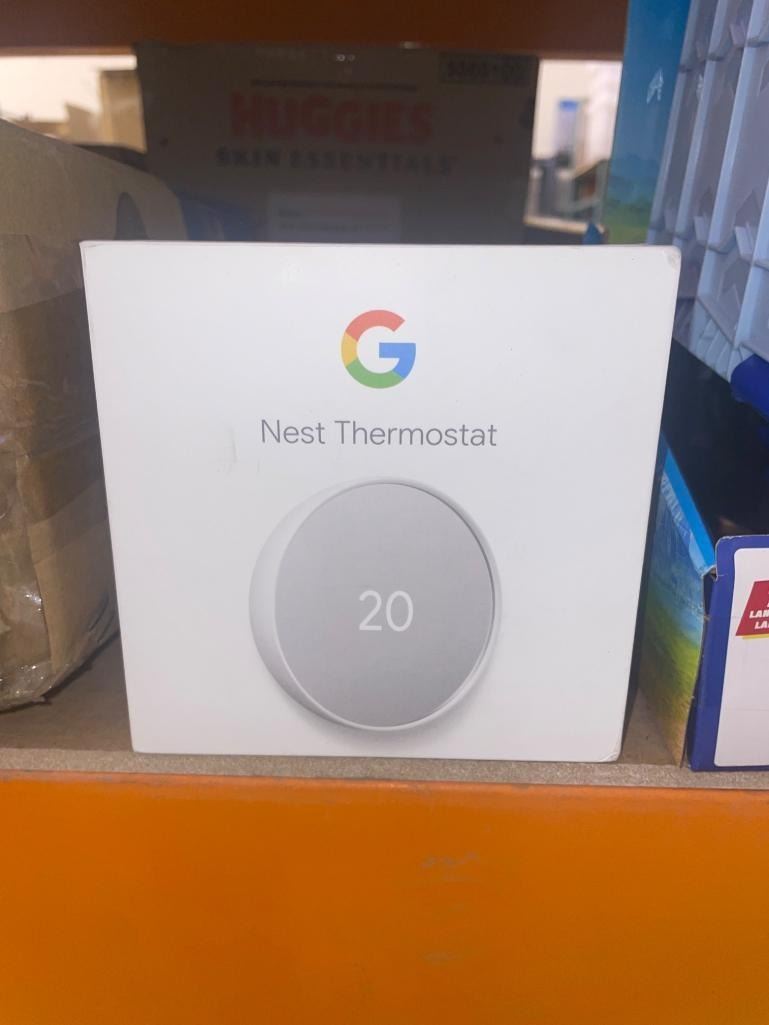 HUGGIES
SKIN ESSENTIALS
G
Nest Thermostat
20